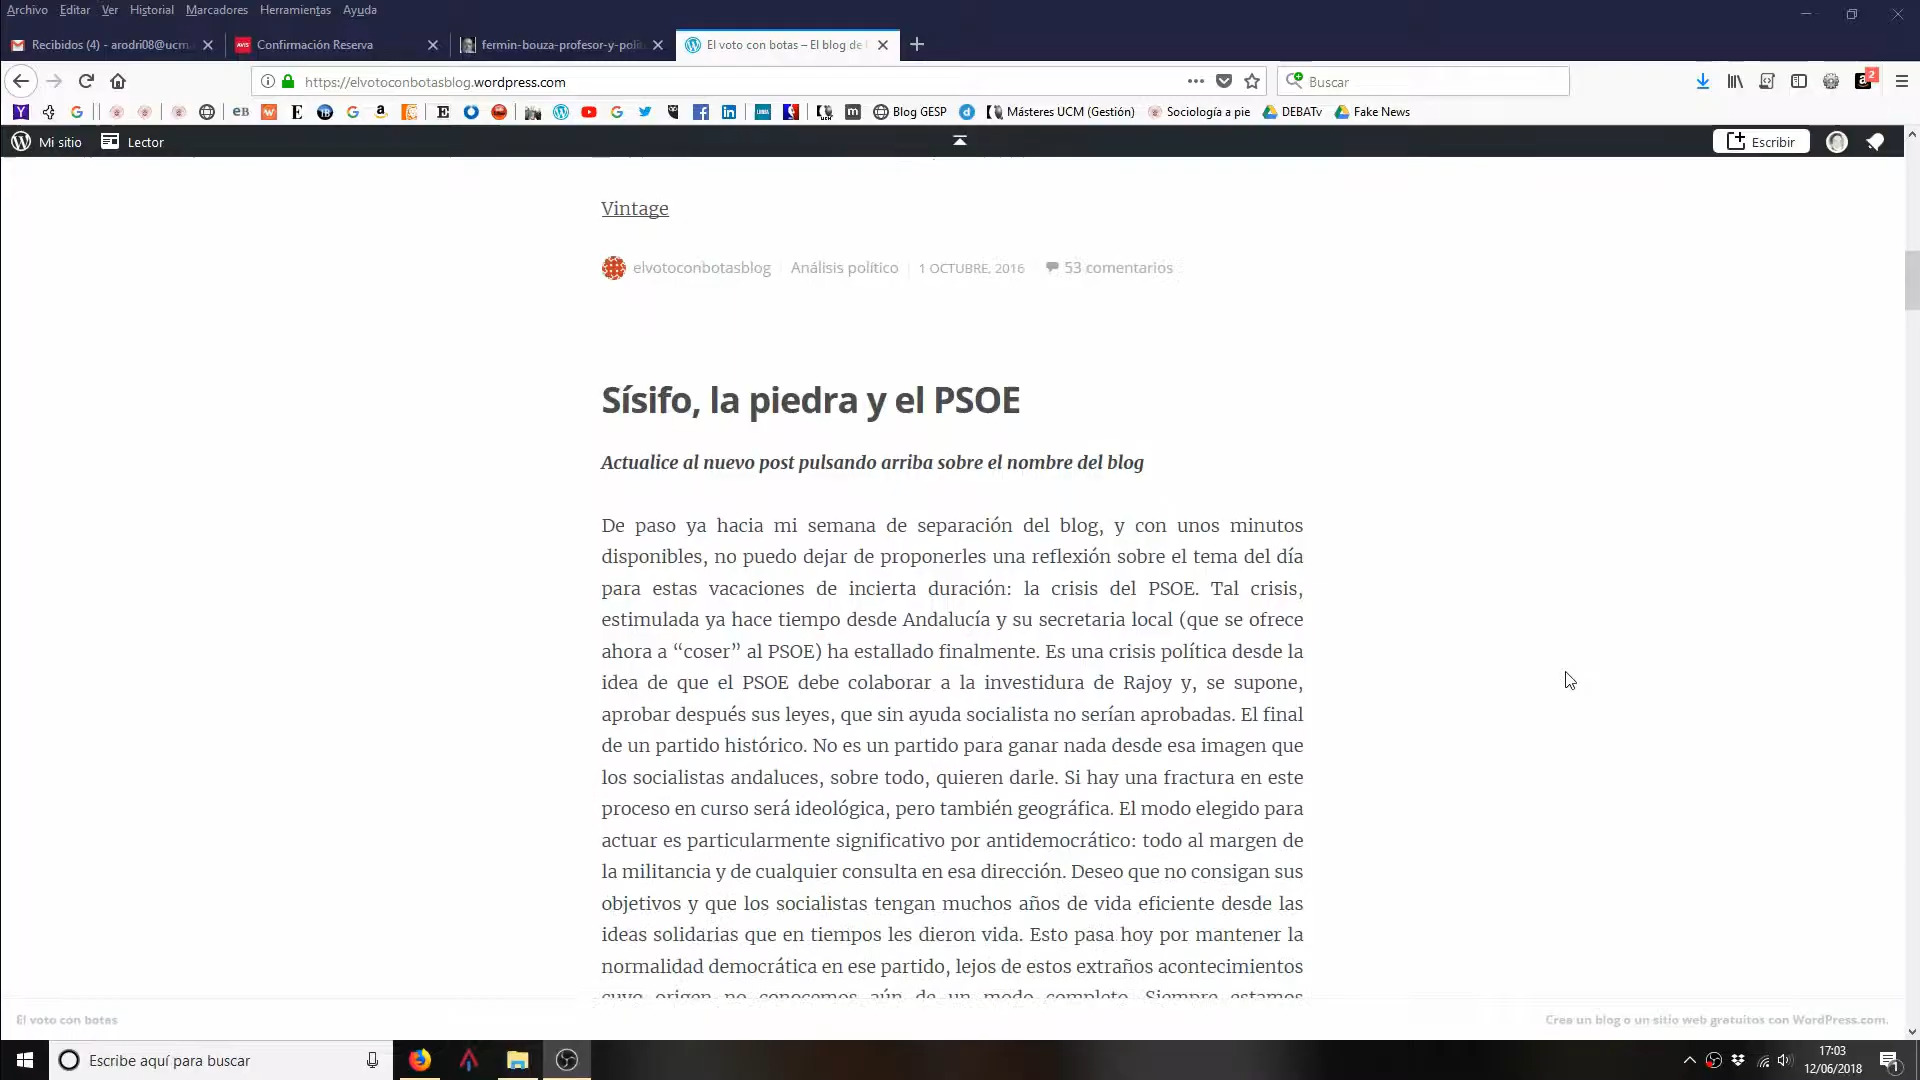 Archivo Editar Ver Historial Marcadores Herramientas Ayuda
Recibidos (4) - arodri08@ucm. Confirmación Reserva fermin-bouza-profesor-y-polit El voto con botas – El blog de
https://elvotoconbotasblog.wordpress.com Buscar 2
Blog GESP Másteres UCM (Gestión) Sociología a pie DEBATv Fake News
Mi sitio Lector Escribir
Vintage
elvotoconbotasblog Análisis político 1 OCTUBRE, 2016 53 comentarios
Sísifo, la piedra y el PSOE
Actualice al nuevo post pulsando arriba sobre el nombre del blog
De paso ya hacia mi semana de separación del blog, y con unos minutos
disponibles, no puedo dejar de proponerles una reflexión sobre el tema del día
para estas vacaciones de incierta duración: la crisis del PSOE. Tal crisis,
estimulada ya hace tiempo desde Andalucía y su secretaria local (que se ofrece
ahora a “coser” al PSOE) ha estallado finalmente. Es una crisis política desde la
idea de que el PSOE debe colaborar a la investidura de Rajoy y, se supone,
aprobar después sus leyes, que sin ayuda socialista no serían aprobadas. El final
de un partido histórico. No es un partido para ganar nada desde esa imagen que
los socialistas andaluces, sobre todo, quieren darle. Si hay una fractura en este
proceso en curso será ideológica, pero también geográfica. El modo elegido para
actuar es particularmente significativo por antidemocrático: todo al margen de
la militancia y de cualquier consulta en esa dirección. Deseo que no consigan sus
objetivos y que los socialistas tengan muchos años de vida eficiente desde las
ideas solidarias que en tiempos les dieron vida. Esto pasa hoy por mantener la
normalidad democrática en ese partido, lejos de estos extraños acontecimientos
cuyo origen no conocemos aún de un modo completo. Siempre estamos
El voto con botas Crea un blog o un sitio web gratuitos con WordPress.com.
Escribe aquí para buscar 17:03
12/06/2018 1